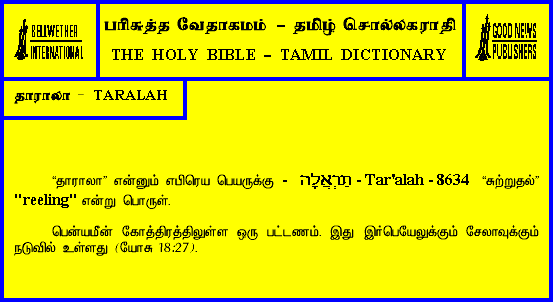 BELLWETHER
INTERNATIONAL
பரிசுத்த வேதாகமம் – தமிழ் சொல்லகராதி
THE HOLY BIBLE – TAMIL DICTIONARY
GOOD NEWS
PUBLISHERS
தாராலா – TARALAH
“தாராலா” என்னும் எபிரெய பெயருக்கு - תַּרְאֲלָה - Tar'alah - 8634 “சுற்றுதல்”
"reeling" என்று பொருள்.
பென்யமீன் கோத்திரத்திலுள்ள ஒரு பட்டணம். இது இர்பெயேலுக்கும் சேலாவுக்கும்
நடுவில் உள்ளது (யோசு 18:27).